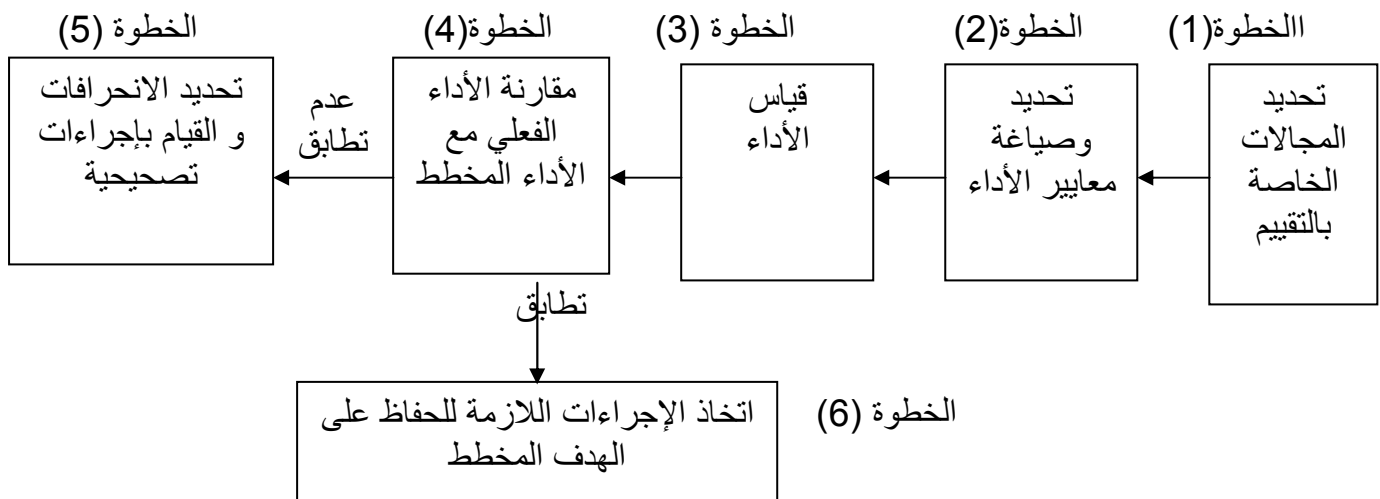 االخطوة(1)
تحديد
المجالات
الخاصة
بالتقييم
الخطوة(2)
تحديد
وصياغة
معايير الأداء
الخطوة (3)
قياس
الأداء
الخطوة(4)
مقارنة الأداء
الفعلي مع
الأداء المخطط
عدم
تطابق
الخطوة (5)
تحديد الانحرافات
و القيام بإجراءات
تصحيحية
تطابق
الخطوة (6)
اتخاذ الإجراءات اللازمة للحفاظ على
الهدف المخطط